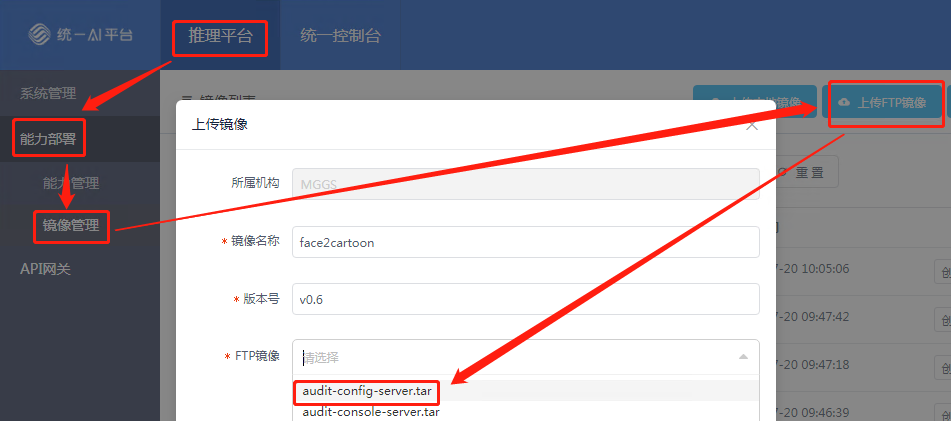 统一AI平台
推理平台
统一控制台
系统管理
能力部署
能力管理
镜像管理
API网关
镜像列表
上传本地镜像
上传FTP镜像
上传镜像
重置
所属机构
MGGS
* 镜像名称
face2cartoon
* 版本号
v0.6
* FTP镜像
请选择
audit-config-server.tar
audit-console-server.tar
7-20 10:05:06
创
7-20 09:47:42
创
7-20 09:47:18
创
7-20 09:46:39
创